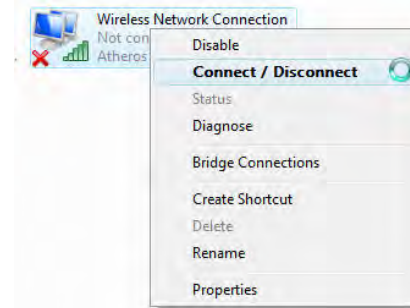 Wireless Network Connection
Not con
Atheros
Disable
Connect / Disconnect
Status
Diagnose
Bridge Connections
Create Shortcut
Delete
Rename
Properties